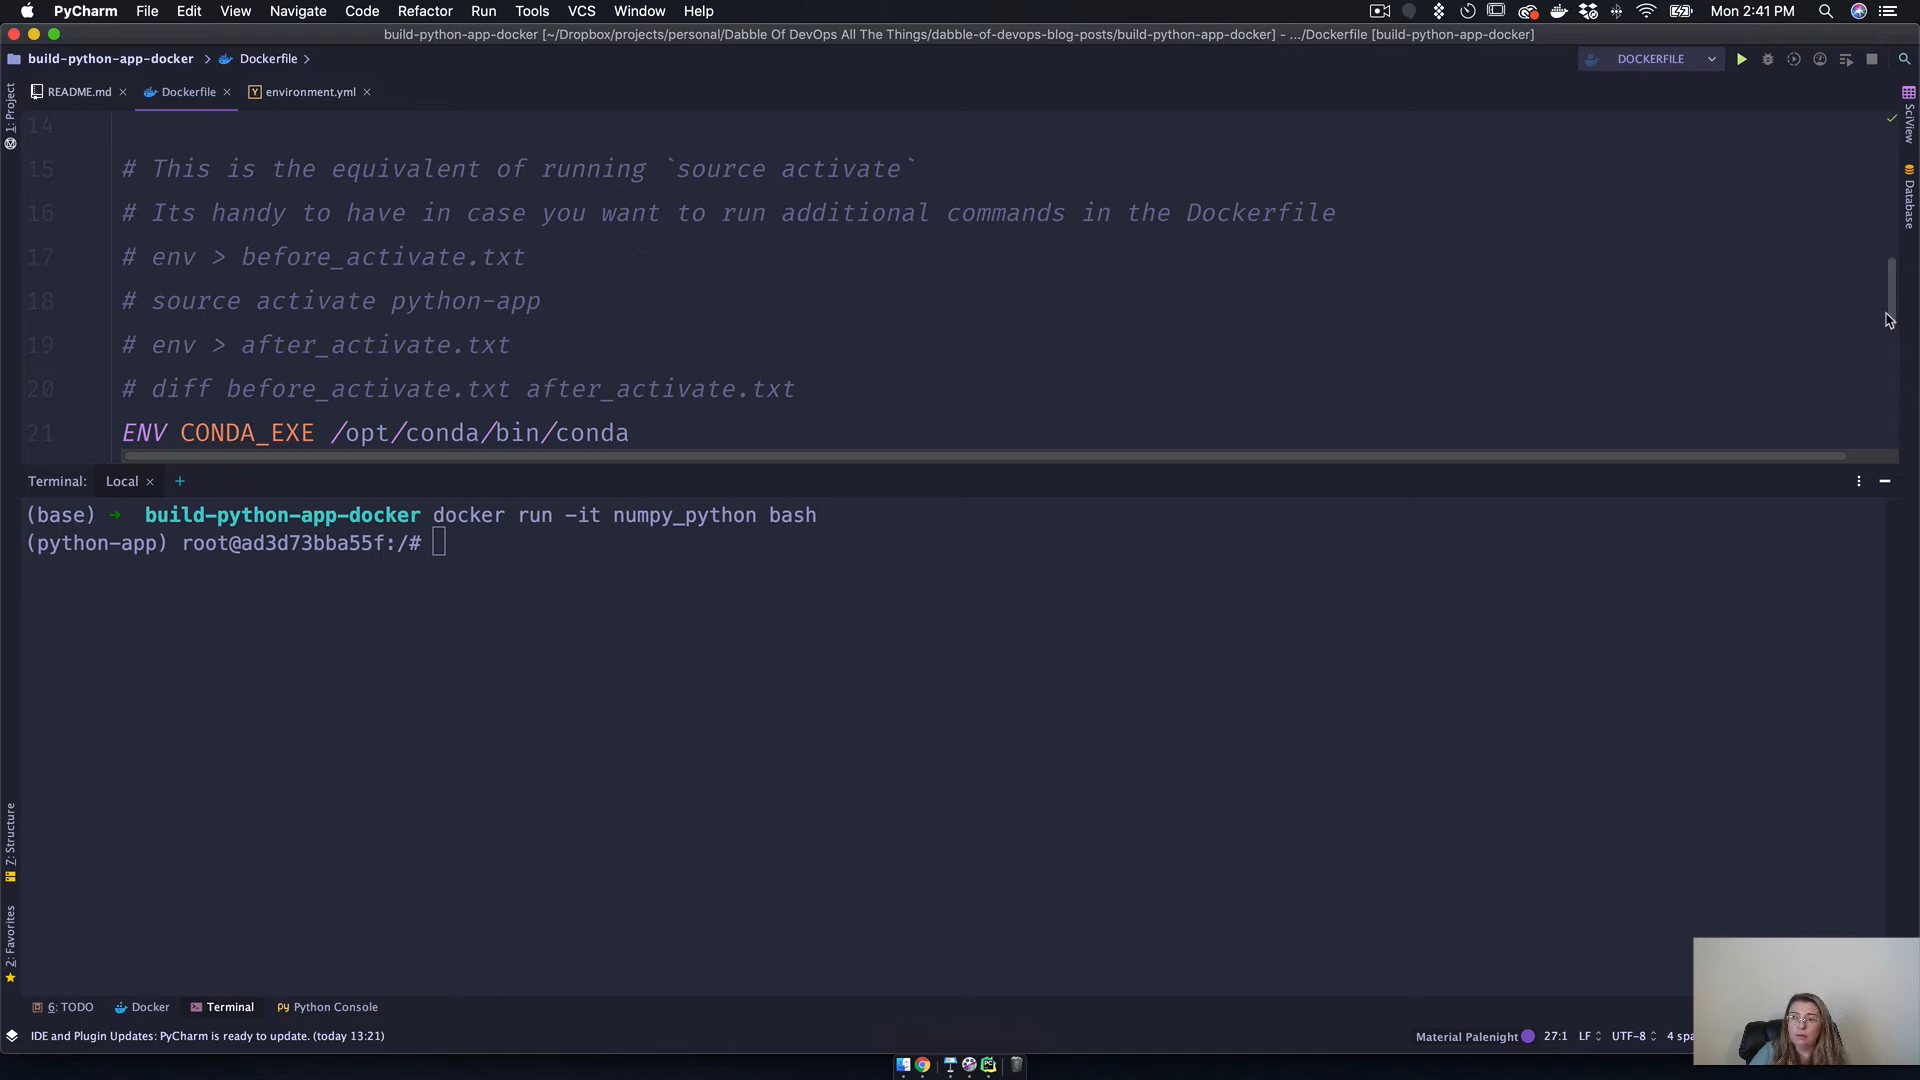 PyCharm File Edit View Navigate Code Refactor Run Tools VCS Window Help Mon 2:41 PM
build-python-app-docker [~/Dropbox/projects/personal/Dabble Of DevOps All The Things/dabble-of-devops-blog-posts/build-python-app-docker] - .../Dockerfile [build-python-app-docker]
build-python-app-docker Dockerfile DOCKERFILE
README.md Dockerfile environment.yml
1: Project
SciView
Database
14
15 # This is the equivalent of running `source activate`
16 # Its handy to have in case you want to run additional commands in the Dockerfile
17 # env > before_activate.txt
18 # source activate python-app
19 # env > after_activate.txt
20 # diff before_activate.txt after_activate.txt
21 ENV CONDA_EXE /opt/conda/bin/conda
Terminal: Local × +
(base) ➜ build-python-app-docker docker run -it numpy_python bash
(python-app) root@ad3d73bba55f:/#
Z: Structure
2: Favorites
6: TODO Docker Terminal Python Console
IDE and Plugin Updates: PyCharm is ready to update. (today 13:21) Material Palenight 27:1 LF UTF-8 4 spa